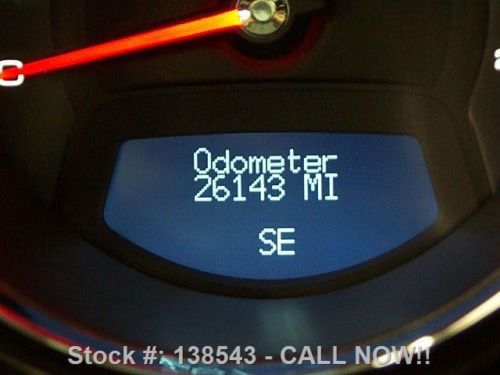 Odometer
26143 MI
SE
Stock #: 138543 - CALL NOW!!